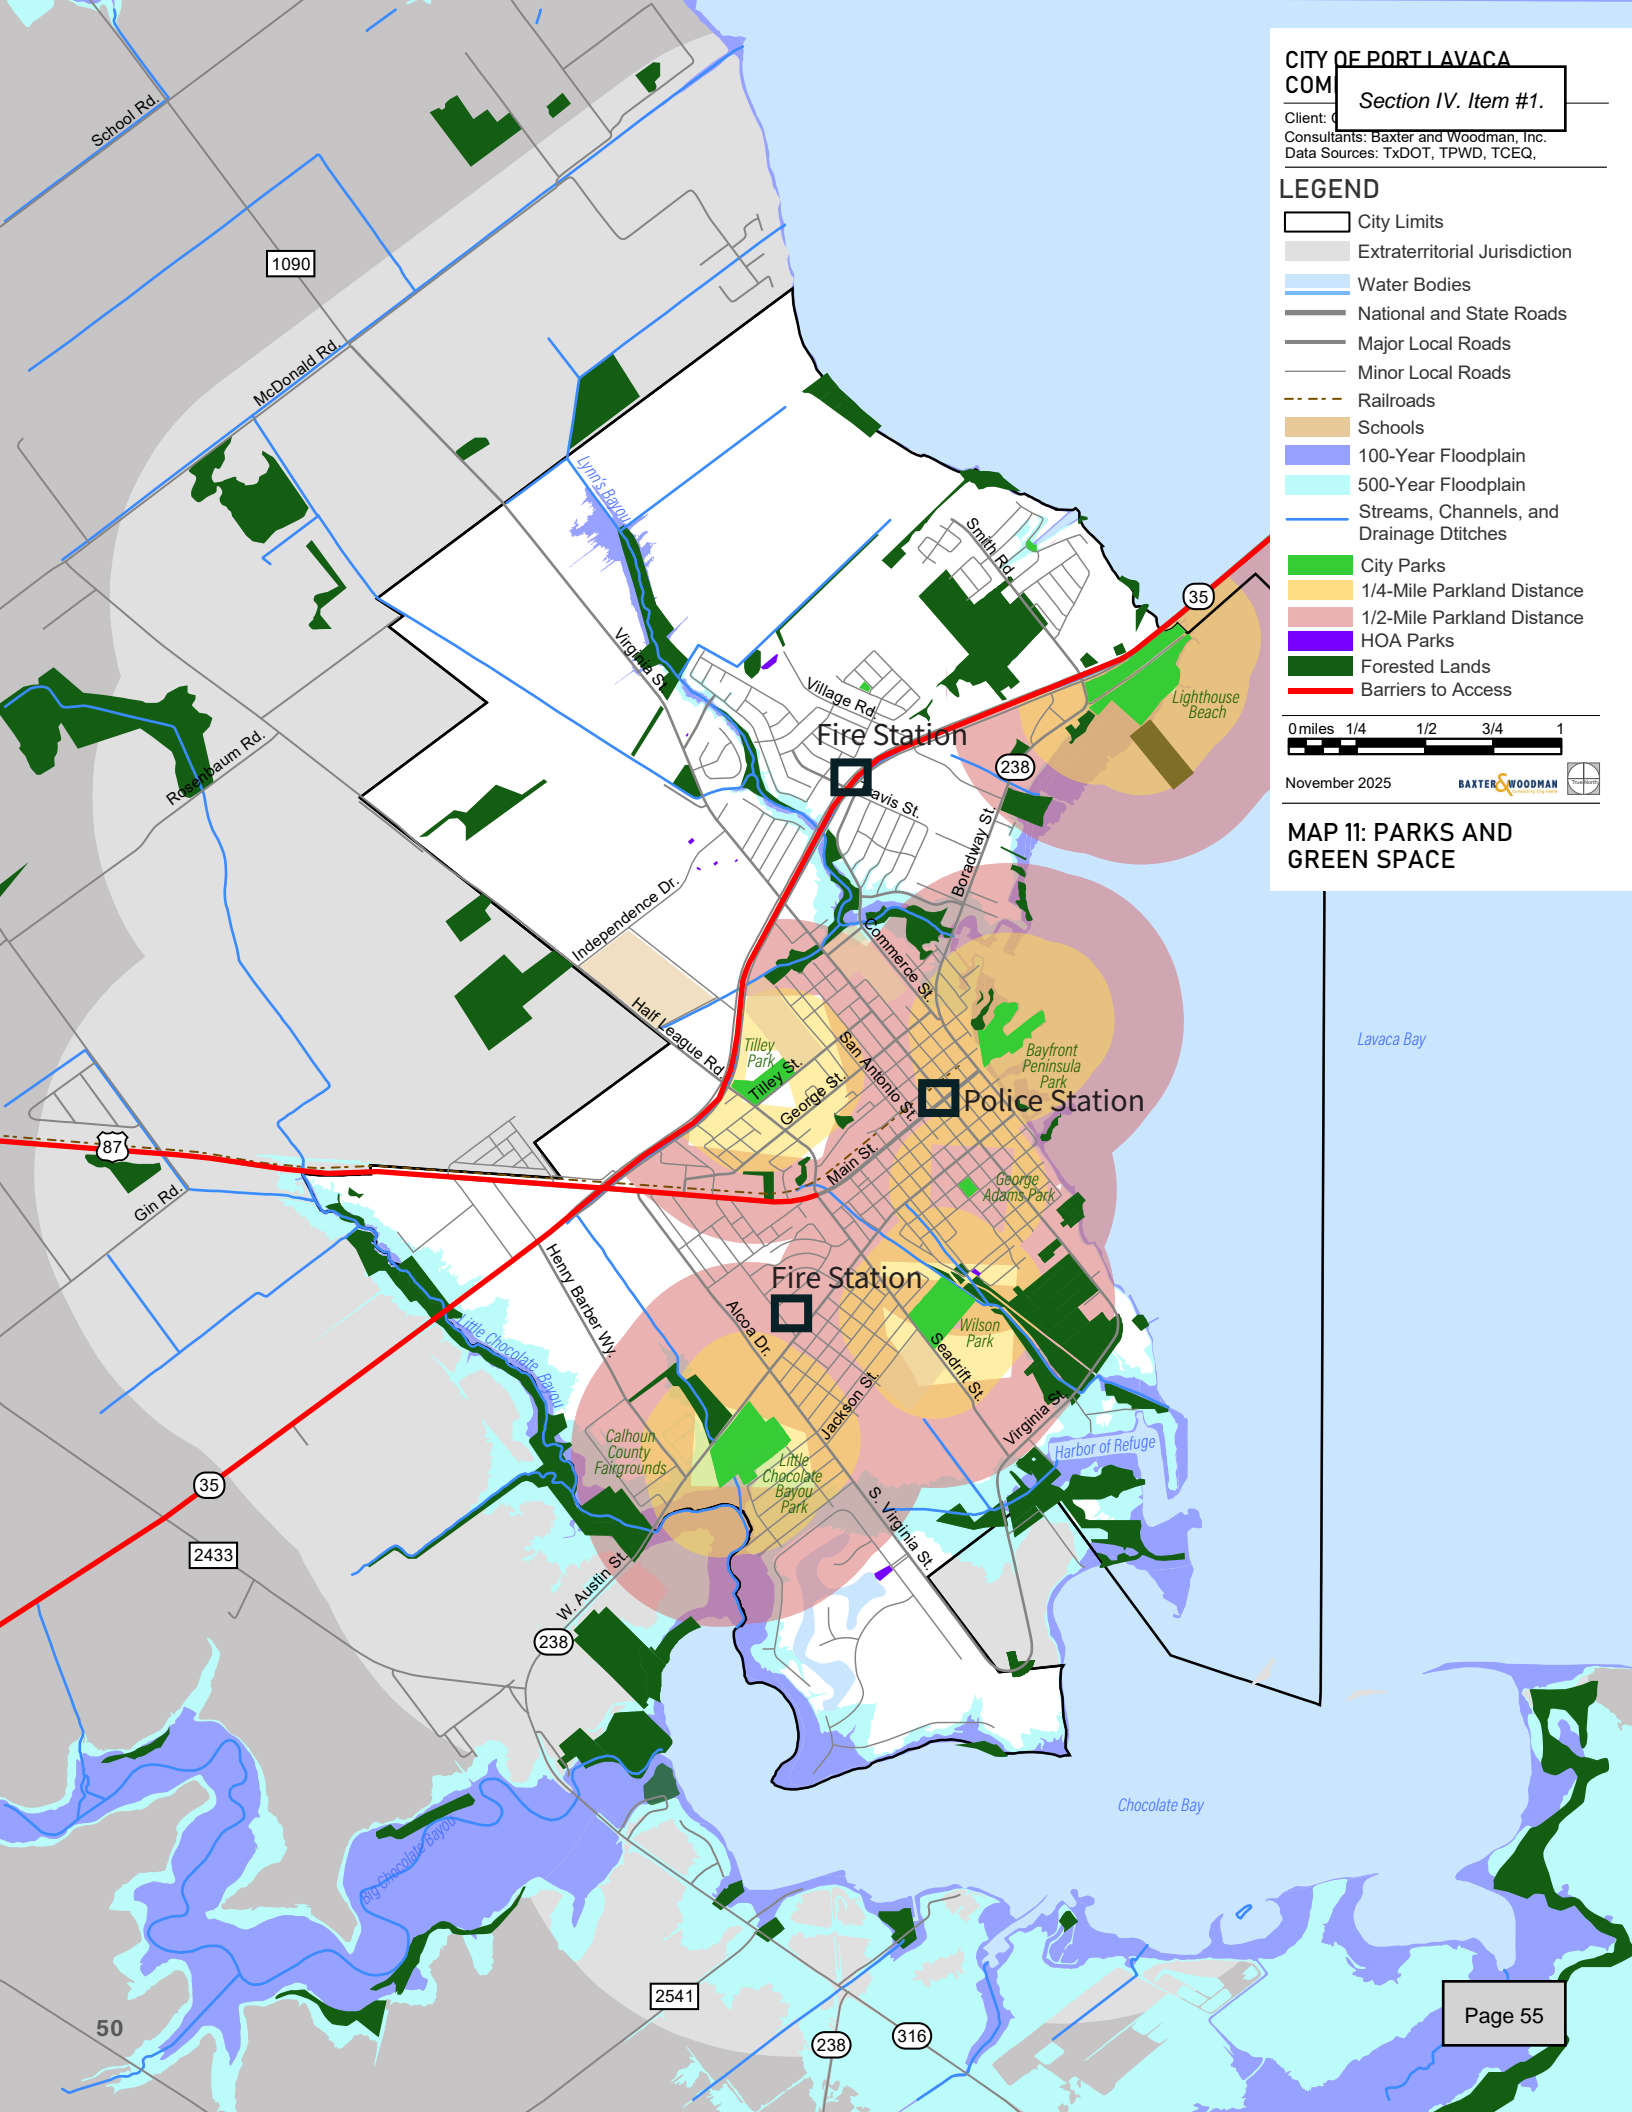 CITY OF PORT LAVACA
Section IV. Item #1.
Consultants: Baxter and Woodman, Inc.
Data Sources: TxDOT, TPWD, TCEQ,
LEGEND
City Limits
Extraterritorial Jurisdiction
Water Bodies
National and State Roads
Major Local Roads
Minor Local Roads
Railroads
Schools
100-Year Floodplain
500-Year Floodplain
Streams, Channels, and
Drainage Dtitches
City Parks
1/4-Mile Parkland Distance
1/2-Mile Parkland Distance
HOA Parks
Forested Lands
Barriers to Access
0 miles 1/4 1/2 3/4 1
November 2025
BAXTER & WOODMAN
MAP 11: PARKS AND
GREEN SPACE
School Rd.
1090
McDonald Rd.
Lynn's Bayou
Smith Rd.
35
Virginia St.
Village Rd.
Lighthouse
Beach
Fire Station
238
Rosenbaum Rd.
Boradway St.
Independence Dr.
Commerce St.
Half League Rd.
Tilley
Park
Tilley St.
George St.
San Antonio St.
Bayfront
Peninsula
Park
Lavaca Bay
Police Station
87
Main St.
George
Adams Park
Gin Rd.
Henry Barber Wy.
Fire Station
Alcoa Dr.
Little Chocolate Bayou
Wilson
Park
Seadrift St.
Jackson St.
Virginia St.
Calhoun
County
Fairgrounds
Little
Chocolate
Bayou
Park
Harbor of Refuge
35
S. Virginia St.
2433
W. Austin St.
238
Chocolate Bay
Big Chocolate Bayou
2541
238
316
50
Page 55